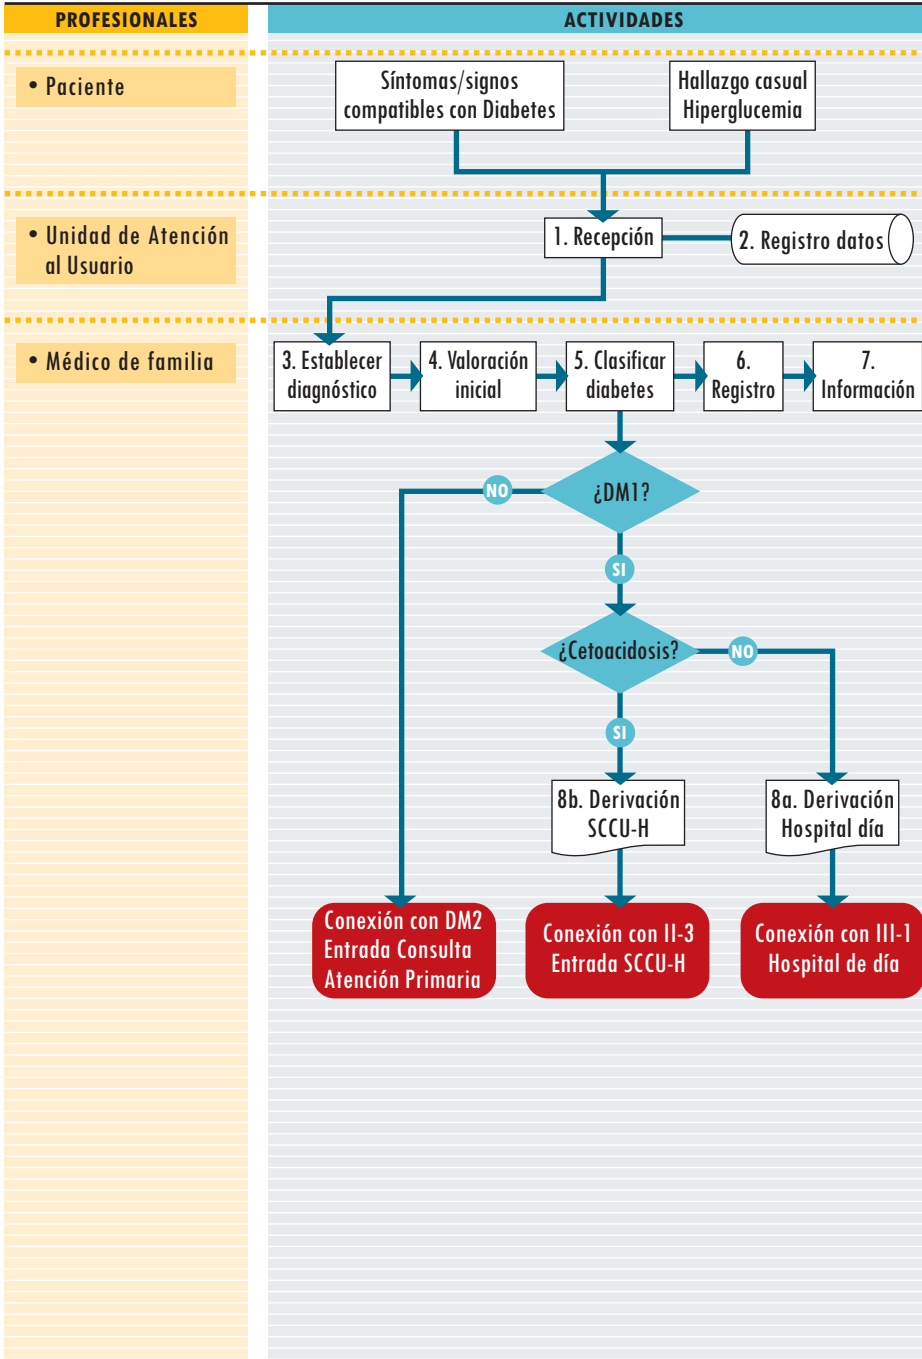 PROFESIONALES
ACTIVIDADES
• Paciente
Síntomas/signos
compatibles con Diabetes
Hallazgo casual
Hiperglucemia
• Unidad de Atención
al Usuario
1. Recepción
2. Registro datos
• Médico de familia
3. Establecer
diagnóstico
4. Valoración
inicial
5. Clasificar
diabetes
6.
Registro
7.
Información
¿DM1?
NO
SI
¿Cetoacidosis?
NO
SI
8b. Derivación
SCCU-H
8a. Derivación
Hospital día
Conexión con DM2
Entrada Consulta
Atención Primaria
Conexión con II-3
Entrada SCCU-H
Conexión con III-1
Hospital de día